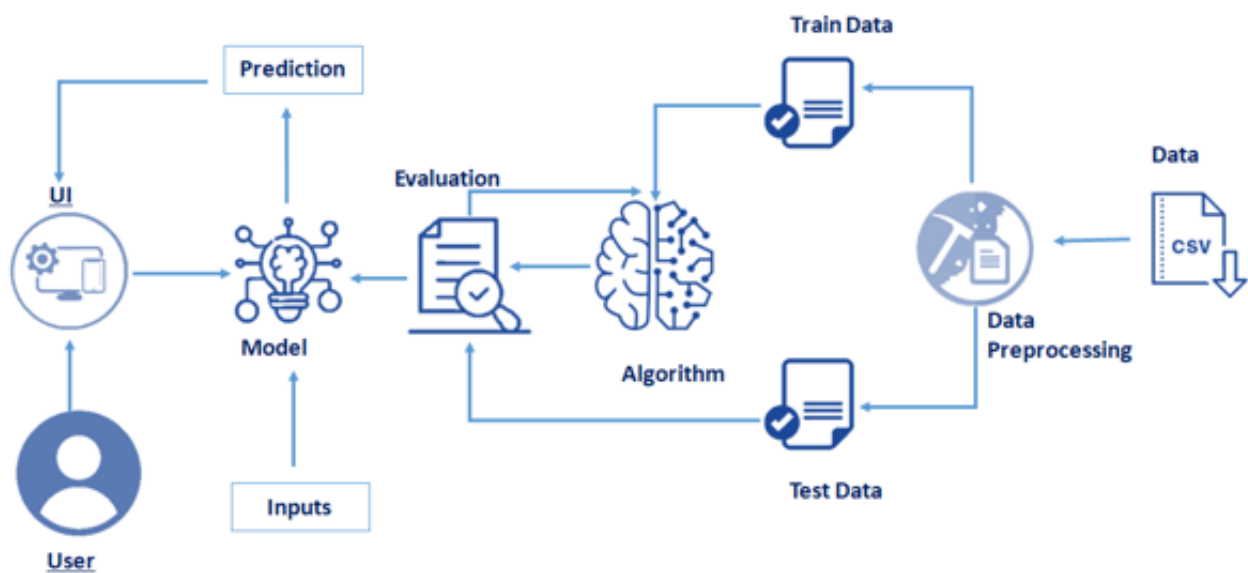 Train Data
Prediction
Data
Evaluation
UI
CSV
Model
Data
Preprocessing
Algorithm
Inputs
Test Data
User